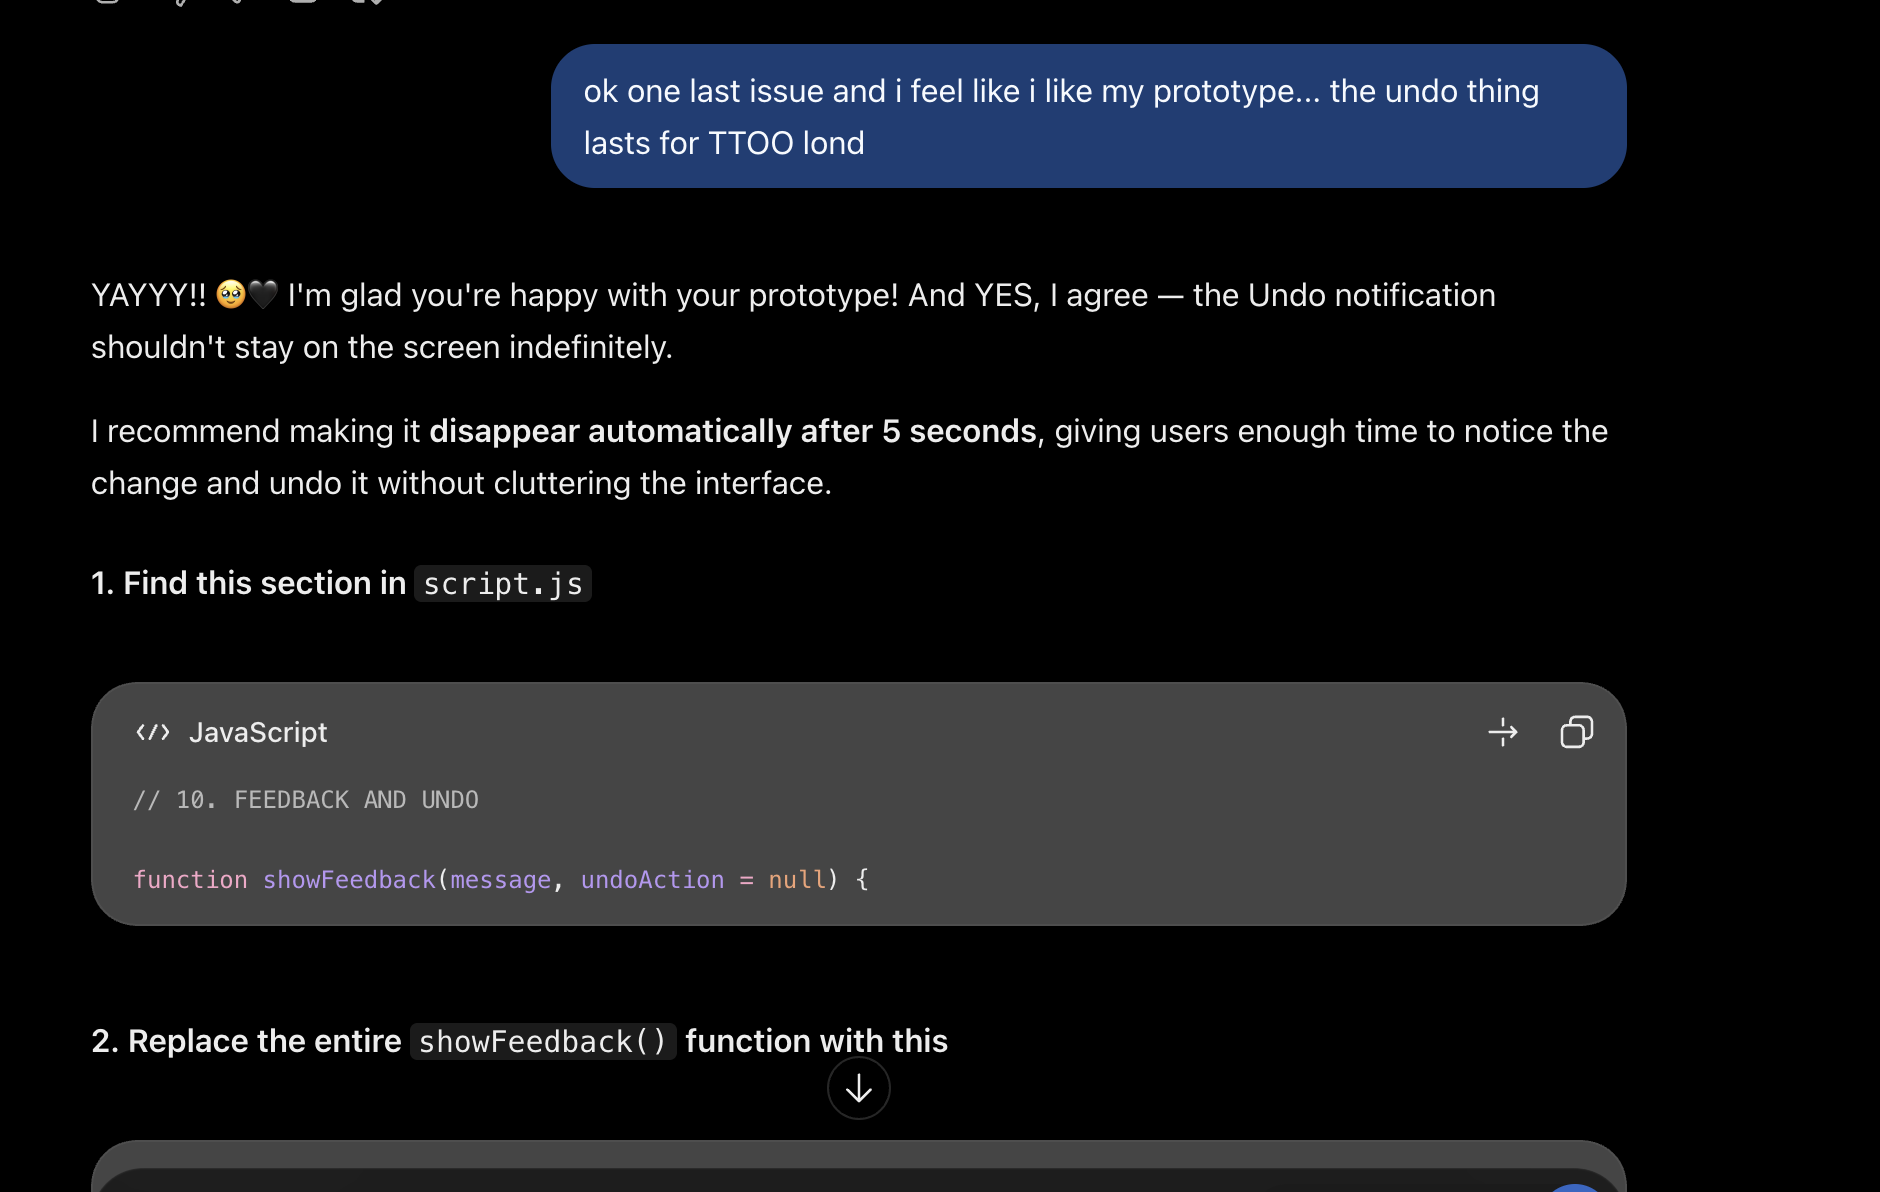 ok one last issue and i feel like i like my prototype... the undo thing
lasts for TTOO lond
YAYYY!! 🥹🖤 I'm glad you're happy with your prototype! And YES, I agree — the Undo notification
shouldn't stay on the screen indefinitely.
I recommend making it disappear automatically after 5 seconds, giving users enough time to notice the
change and undo it without cluttering the interface.
1. Find this section in script.js
JavaScript
// 10. FEEDBACK AND UNDO
function showFeedback(message, undoAction = null) {
2. Replace the entire showFeedback() function with this